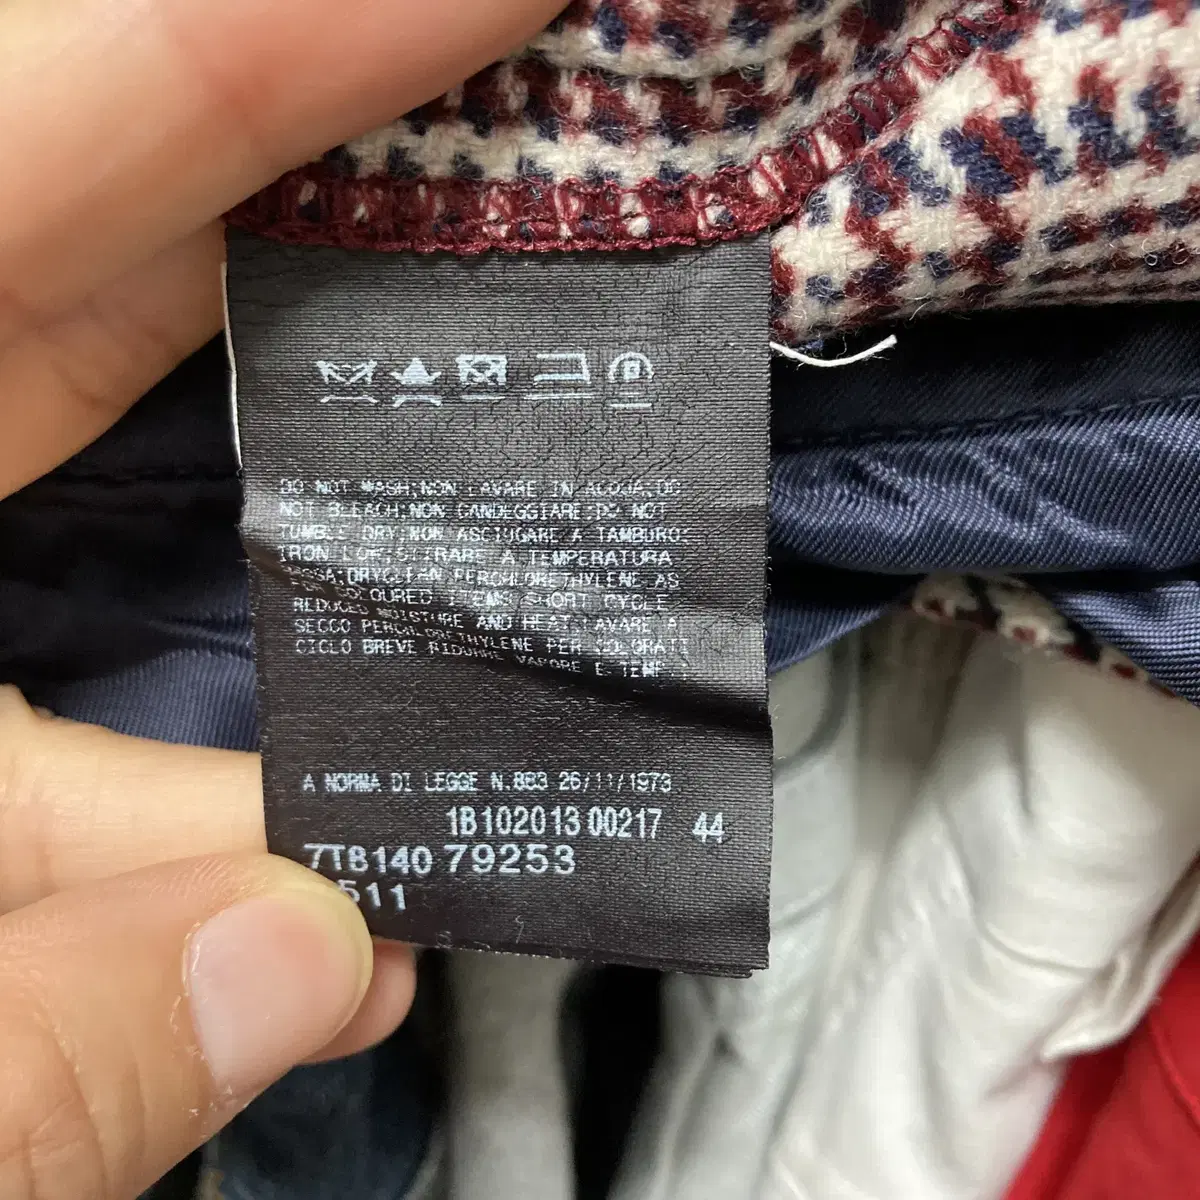 DO NOT WASH;NON LAVARE IN ACQUA;DO
NOT BLEACH;NON CANDEGGIARE;DO NOT
TUMBLE DRY;NON ASCIUGARE A TAMBURO;
IRON LOW;STIRARE A TEMPERATURA
BASSA;DRYCLEAN PERCHLORETHYLENE AS
FOR COLOURED ITEMS SHORT CYCLE
REDUCED MOISTURE AND HEAT LAVARE A
SECCO PERCHLORETHYLENE PER COLORATI
CICLO BREVE RIDURRE VAPORE E TEMP
A NORMA DI LEGGE N.883 26/11/1973
1B102013 00217 44
7TB140 79253
511